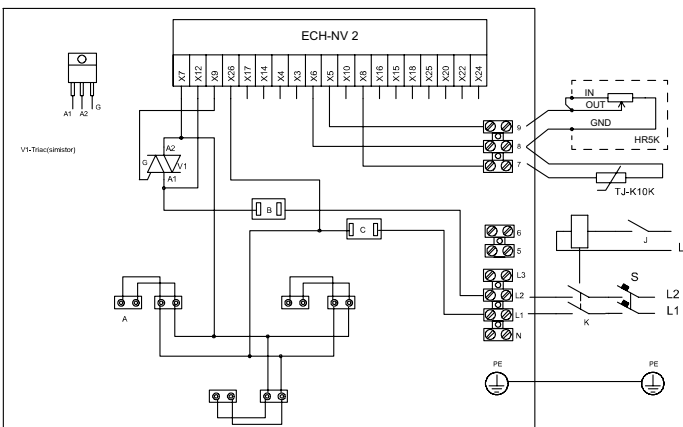 ECH-NV 2
X7 X12 X9 X26 X17 X14 X4 X3 X6 X5 X10 X8 X16 X15 X18 X25 X20 X22 X24
A1 A2 G
V1-Triac(simistor)
A2
G V1
A1
9
8
7
IN
OUT
GND
HR5K
TJ-K10K
B
C
6
5
J L
L3
L2
L1
N
S
L2
L1
K
A
PE PE